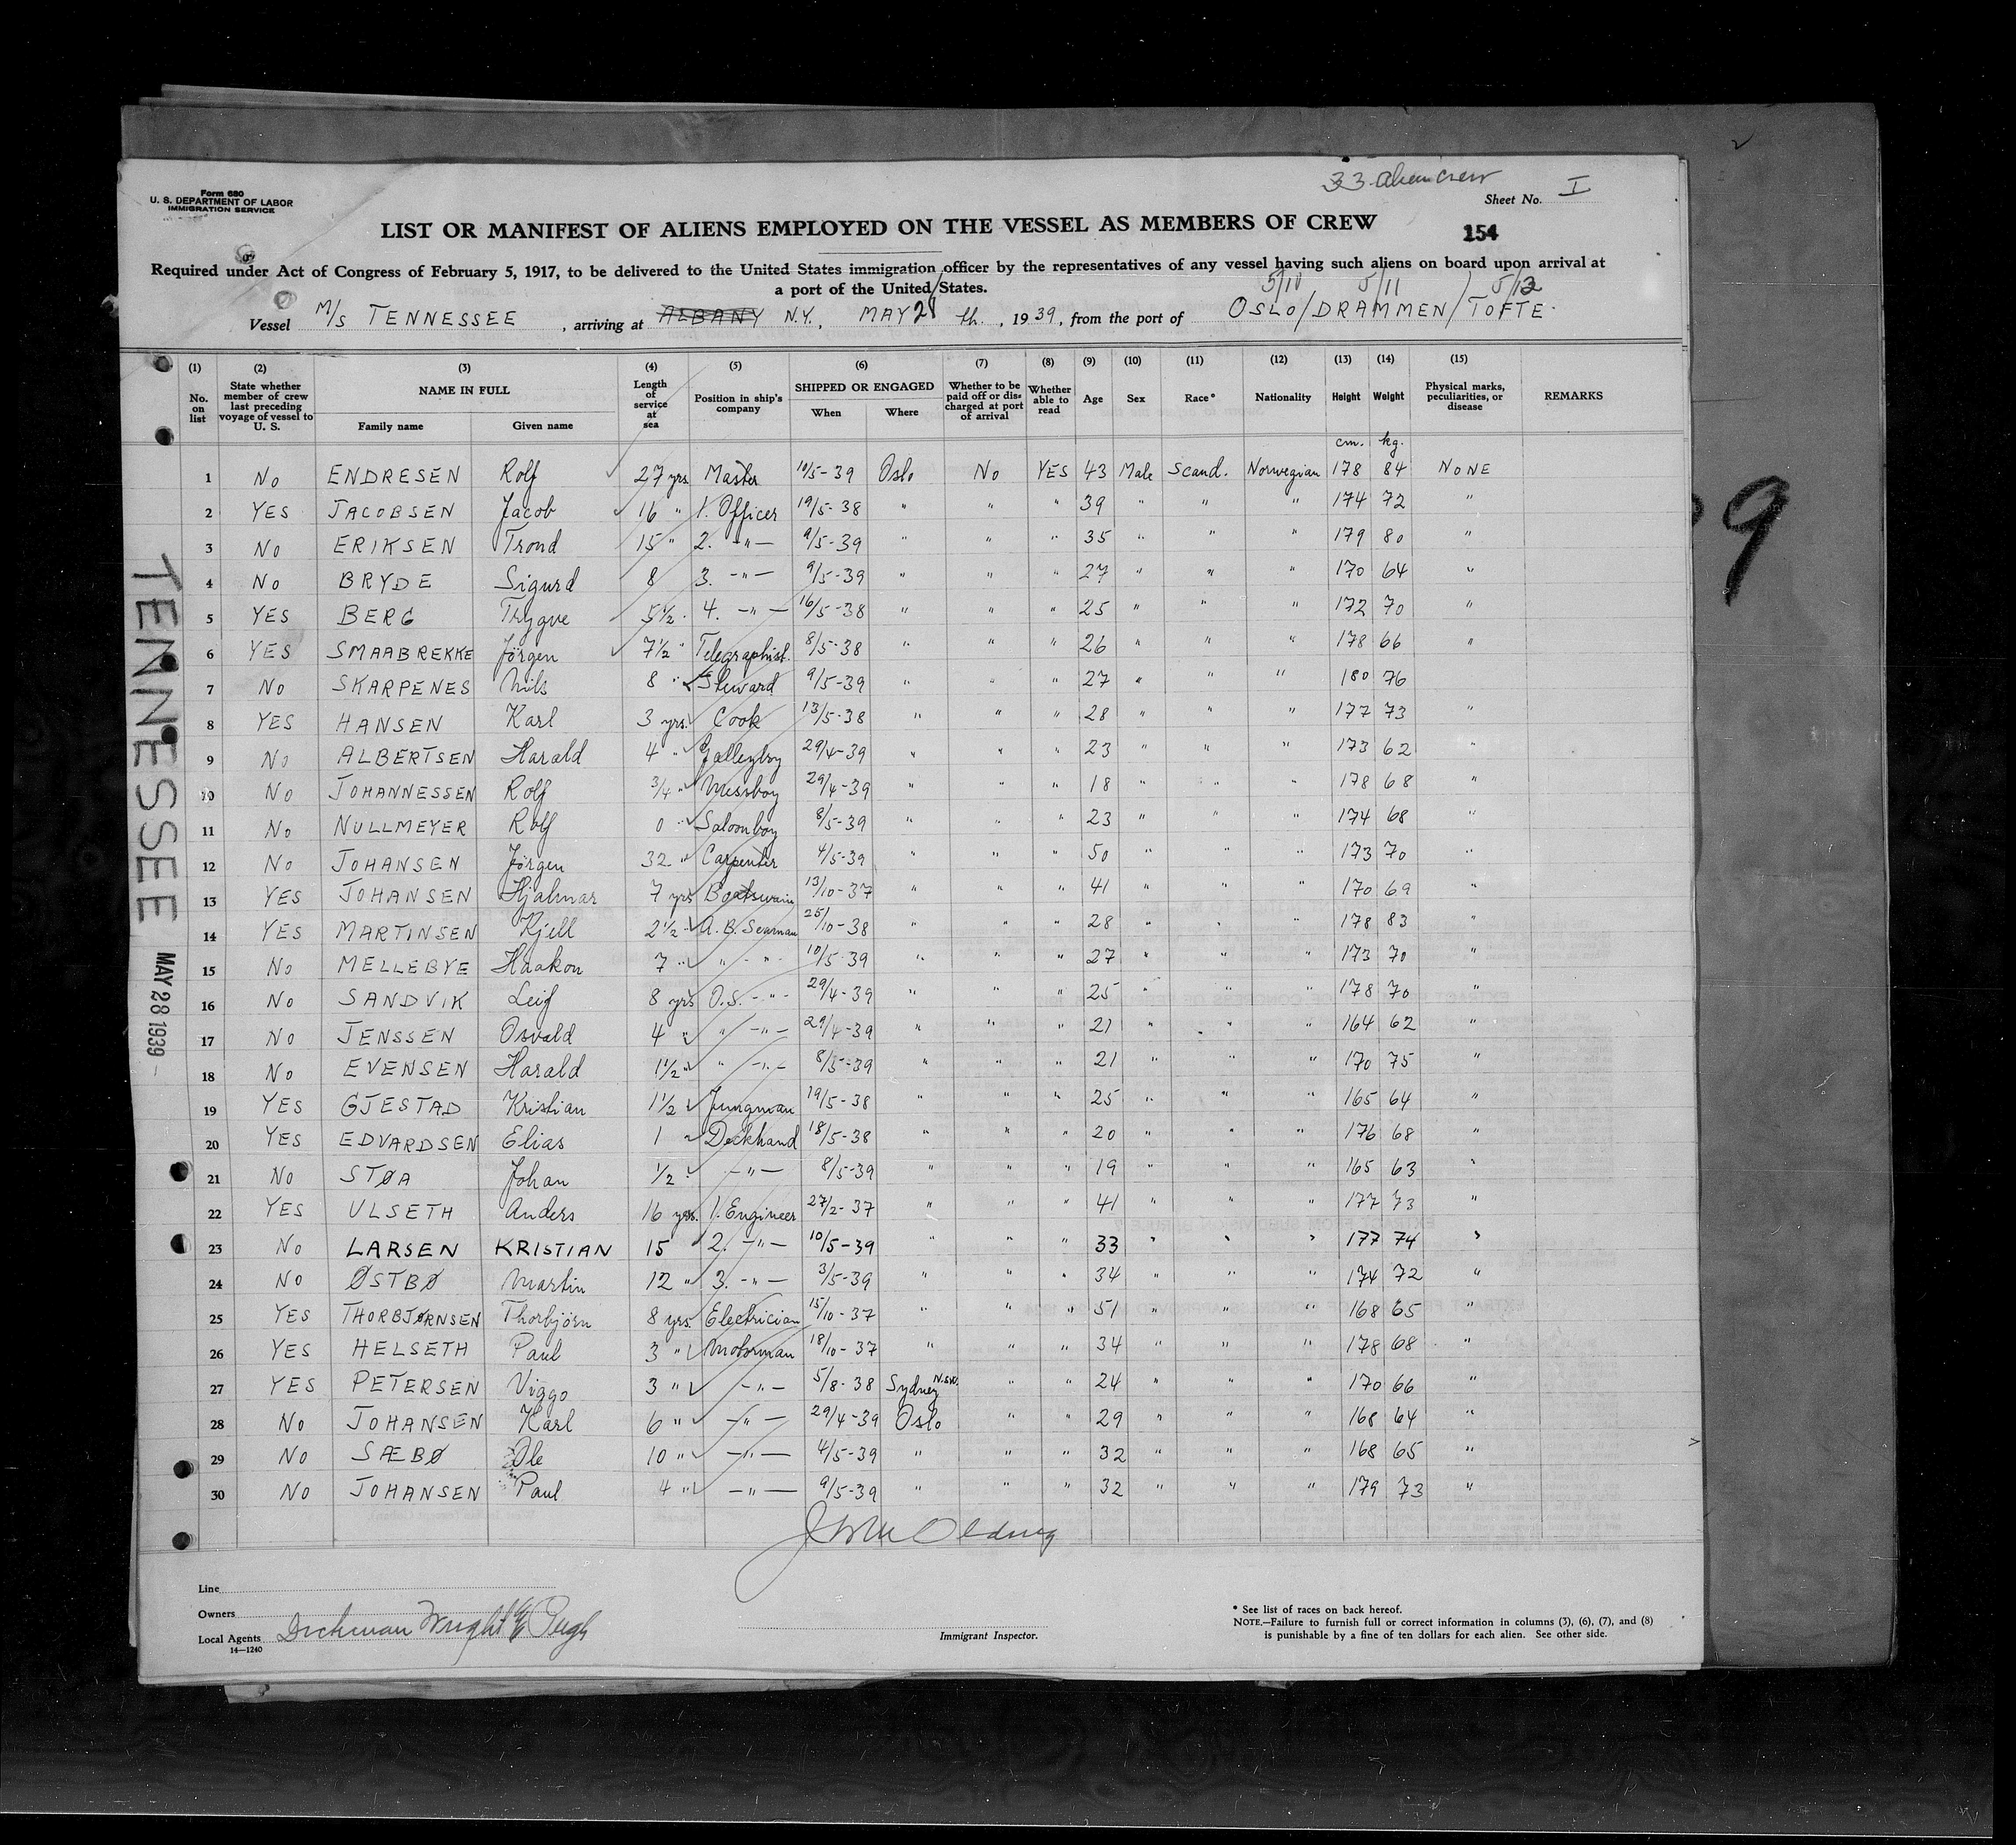 33 alien crew
Form 680
U. S. DEPARTMENT OF LABOR
IMMIGRATION SERVICE
Sheet No. I
LIST OR MANIFEST OF ALIENS EMPLOYED ON THE VESSEL AS MEMBERS OF CREW
154
Required under Act of Congress of February 5, 1917, to be delivered to the United States immigration officer by the representatives of any vessel having such aliens on board upon arrival at
a port of the United States.
5/10 5/11 5/12
Vessel M/S TENNESSEE, arriving at ALBANY N.Y., MAY 28 th., 1939, from the port of OSLO/DRAMMEN/TOFTE.
(1) (2) (3) (4) (5) (6) (7) (8) (9) (10) (11) (12) (13) (14) (15)
No. on list State whether member of crew last preceding voyage of vessel to U. S. NAME IN FULL Family name Given name Length of service at sea Position in ship's company SHIPPED OR ENGAGED When Where Whether to be paid off or discharged at port of arrival Whether able to read Age Sex Race* Nationality Height Weight Physical marks, peculiarities, or disease REMARKS
cm. kg.
1 No ENDRESEN Rolf 27 yrs Master 10/5-39 Oslo No YES 43 Male Scand. Norwegian 178 84 NONE
2 YES JACOBSEN Jacob 16 " 1. Officer 19/5-38 " " " 39 " " " 174 72 "
3 No ERIKSEN Trond 15 " 2. -"- 9/5-39 " " " 35 " " " 179 80 "
4 No BRYDE Sigurd 8 3. -"- 9/5-39 " " " 27 " " " 170 64 "
5 YES BERG Trygve 5½ 4. -"- 16/5-38 " " " 25 " " " 172 70 "
6 YES SMAABREKKE Jörgen 7½ " Telegraphist. 8/5-38 " " " 26 " " " 178 66 "
7 No SKARPENES Nils 8 " Steward 9/5-39 " " " 27 " " " 180 76 "
8 YES HANSEN Karl 3 yrs. Cook 13/5-38 " " " 28 " " " 177 73 "
9 No ALBERTSEN Harald 4 " Galleyboy 29/4-39 " " " 23 " " " 173 62 "
10 No JOHANNESSEN Rolf 3/4 " Messboy 29/4-39 " " " 18 " " " 178 68 "
11 No NULLMEYER Rolf 0 " Saloonboy 8/5-39 " " " 23 " " " 174 68 "
12 No JOHANSEN Jörgen 32 " Carpenter 4/5-39 " " " 50 " " " 173 70 "
13 YES JOHANSEN Hjalmar 7 yrs Boatswain 13/10-37 " " " 41 " " " 170 69 "
14 YES MARTINSEN Kjell 2½ " A.B. Seaman 25/10-38 " " " 28 " " " 178 83 "
15 No MELLEBYE Haakon 7 " " -"- 10/5-39 " " " 27 " " " 173 70 "
16 No SANDVIK Leif 8 yrs O.S. -"- 29/4-39 " " " 25 " " " 178 70 "
17 No JENSSEN Osvald 4 " " -"- 29/4-39 " " " 21 " " " 164 62 "
18 No EVENSEN Harald 1½ " " -"- 8/5-39 " " " 21 " " " 170 75 "
19 YES GJESTAD Kristian 1½ Jungman 19/5-38 " " " 25 " " " 165 64 "
20 YES EDVARDSEN Elias 1 Deckhand 18/5-38 " " " 20 " " " 176 68 "
21 No STØA Johan ½ -"- 8/5-39 " " " 19 " " " 165 63 "
22 YES ULSETH Anders 16 yrs. 1. Engineer 27/2-37 " " " 41 " " " 177 73 "
23 No LARSEN KRISTIAN 15 2. -"- 10/5-39 " " " 33 " " " 177 74 "
24 No ØSTBØ Martin 12 " 3. -"- 3/5-39 " " " 34 " " " 174 72 "
25 YES THORBJØRNSEN Thorbjörn 8 yrs. Electrician 15/10-37 " " " 51 " " " 168 65 "
26 YES HELSETH Paul 3 " Motorman 18/10-37 " " " 34 " " " 178 68 "
27 YES PETERSEN Viggo 3 " -"- 5/8-38 Sydney N.S.W. " " 24 " " " 170 66 "
28 No JOHANSEN Karl 6 " -"- 29/4-39 Oslo " " 29 " " " 168 64 "
29 No SÆBØ Ole 10 " -"- 4/5-39 " " " 32 " " " 168 65 "
30 No JOHANSEN Paul 4 " -"- 9/5-39 " " " 32 " " " 179 73 "
TENNESSEE
MAY 28 1939
Line
Owners
Local Agents Dichman Wright & Pugh
14—1240
Immigrant Inspector.
* See list of races on back hereof.
NOTE.—Failure to furnish full or correct information in columns (3), (6), (7), and (8)
is punishable by a fine of ten dollars for each alien. See other side.
9